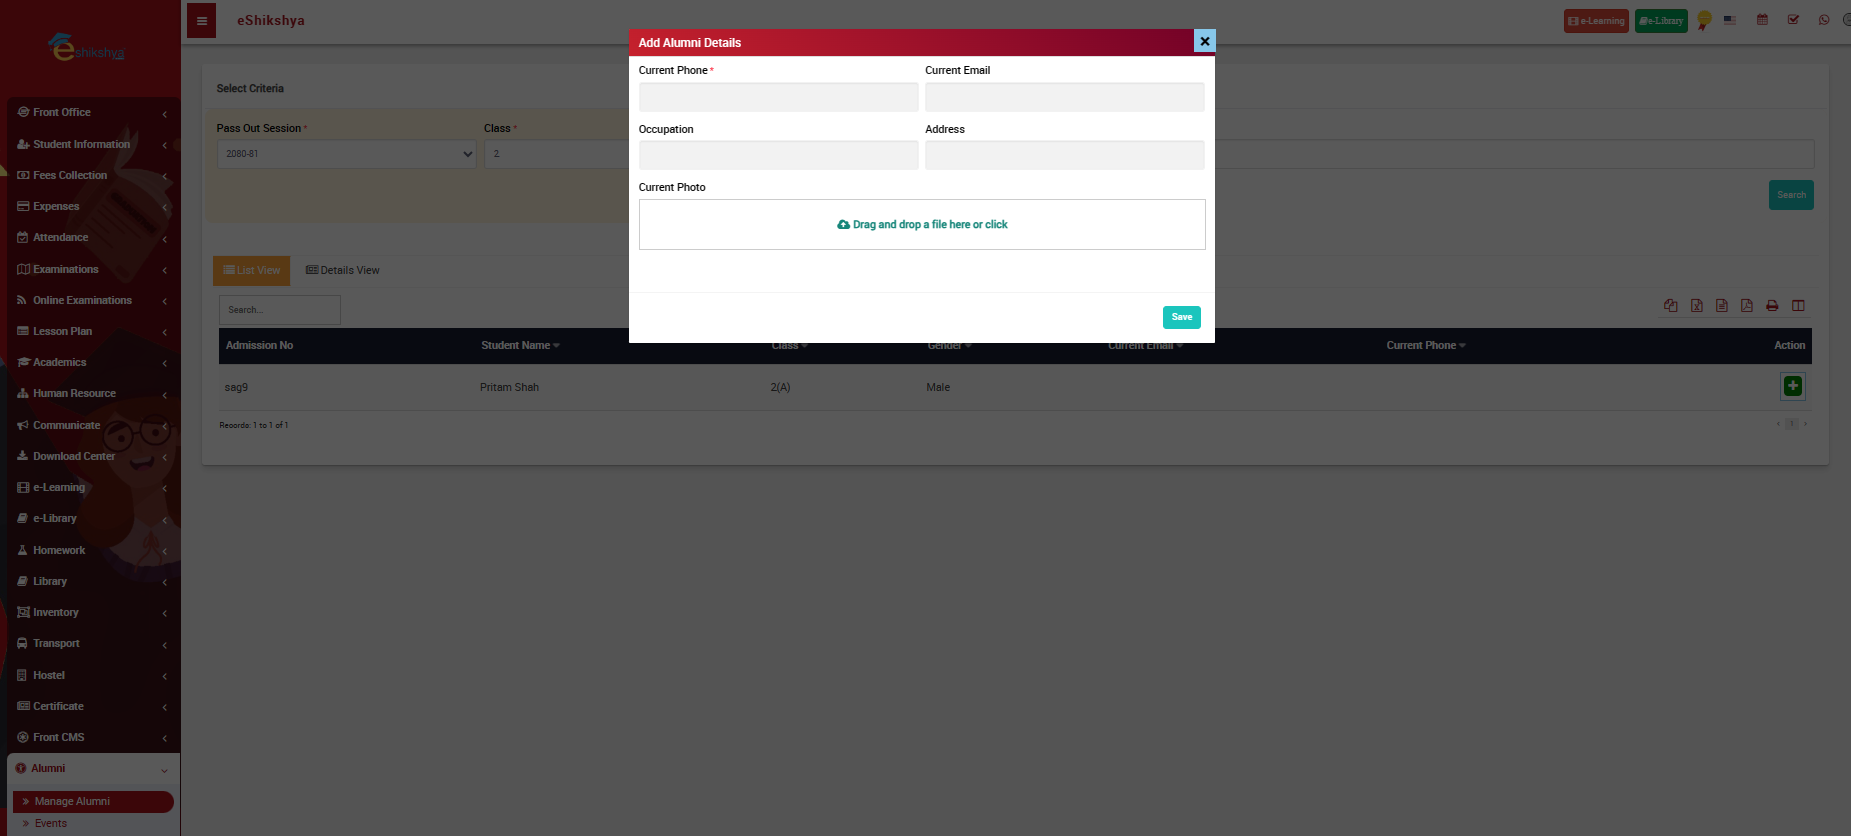 eShikshya
e-Learning
e-Library
eshikshya
Add Alumni Details
Current Phone *
Current Email
Occupation
Address
Current Photo
Drag and drop a file here or click
Save
Select Criteria
Pass Out Session *
Class *
2080-81
2
Search
List View
Details View
Search...
Admission No
Student Name
Class
Gender
Current Email
Current Phone
Action
sag9
Pritam Shah
2(A)
Male
Records: 1 to 1 of 1
1
Front Office
Student Information
Fees Collection
Expenses
Attendance
Examinations
Online Examinations
Lesson Plan
Academics
Human Resource
Communicate
Download Center
e-Learning
e-Library
Homework
Library
Inventory
Transport
Hostel
Certificate
Front CMS
Alumni
Manage Alumni
Events